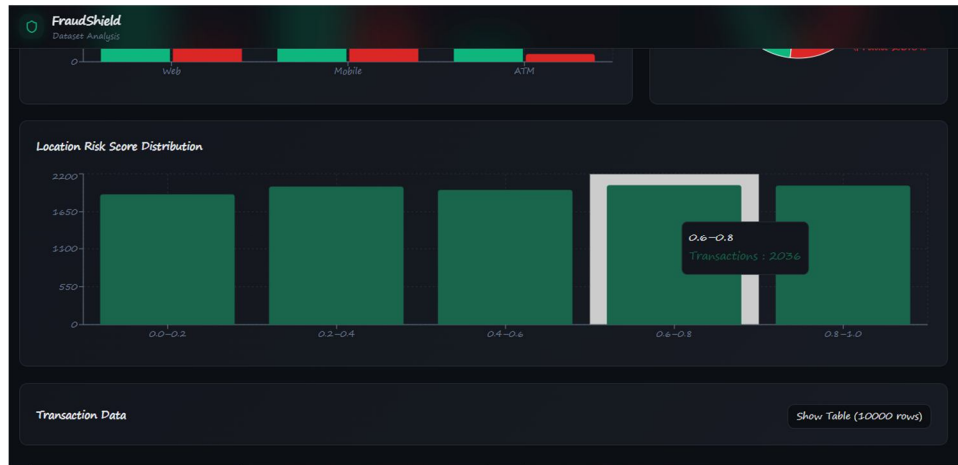 FraudShield
Dataset Analysis
0
Web
Mobile
ATM
Location Risk Score Distribution
2200
1650
1100
550
0
0.0–0.2
0.2–0.4
0.4–0.6
0.6–0.8
0.8–1.0
0.6–0.8
Transactions : 2036
Transaction Data
Show Table (10000 rows)